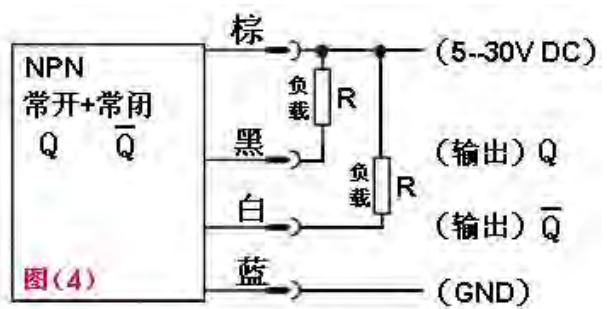 棕
(5--30V DC)
NPN
常开+常闭
Q Q̅
负载 R
黑
(输出) Q
负载 R
白
(输出) Q̅
图(4)
蓝
(GND)